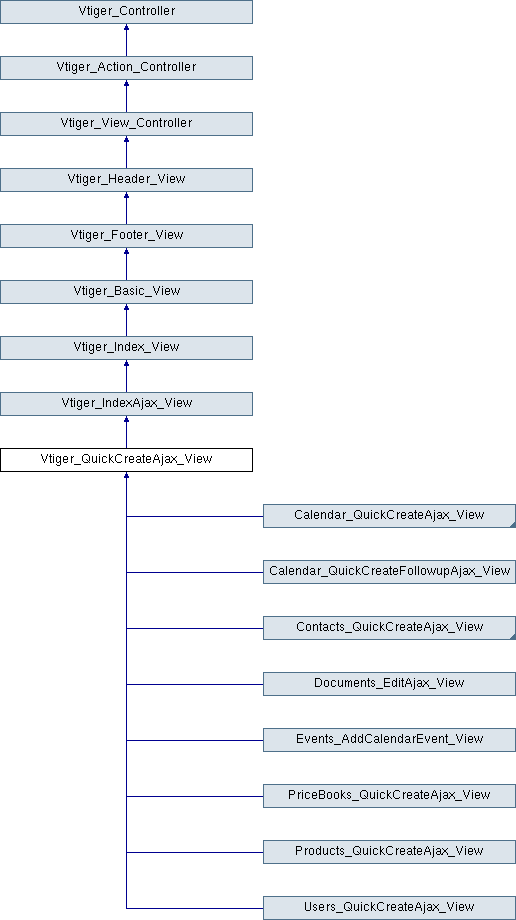 Vtiger_Controller
Vtiger_Action_Controller
Vtiger_View_Controller
Vtiger_Header_View
Vtiger_Footer_View
Vtiger_Basic_View
Vtiger_Index_View
Vtiger_IndexAjax_View
Vtiger_QuickCreateAjax_View
Calendar_QuickCreateAjax_View
Calendar_QuickCreateFollowupAjax_View
Contacts_QuickCreateAjax_View
Documents_EditAjax_View
Events_AddCalendarEvent_View
PriceBooks_QuickCreateAjax_View
Products_QuickCreateAjax_View
Users_QuickCreateAjax_View